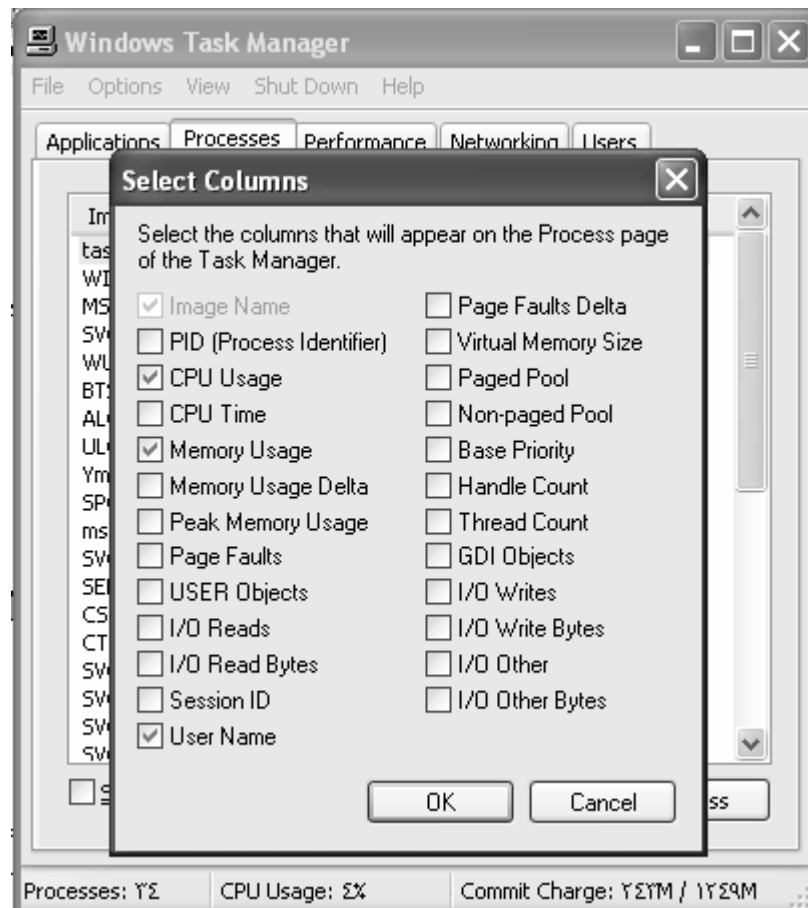 Windows Task Manager
File Options View Shut Down Help
Applications Processes Performance Networking Users
Select Columns
Select the columns that will appear on the Process page
of the Task Manager.
Image Name
PID (Process Identifier)
CPU Usage
CPU Time
Memory Usage
Memory Usage Delta
Peak Memory Usage
Page Faults
USER Objects
I/O Reads
I/O Read Bytes
Session ID
User Name
Page Faults Delta
Virtual Memory Size
Paged Pool
Non-paged Pool
Base Priority
Handle Count
Thread Count
GDI Objects
I/O Writes
I/O Write Bytes
I/O Other
I/O Other Bytes
OK Cancel
Processes: ٣٤ CPU Usage: ٤% Commit Charge: ٢٤٣M / ١٢٤٩M